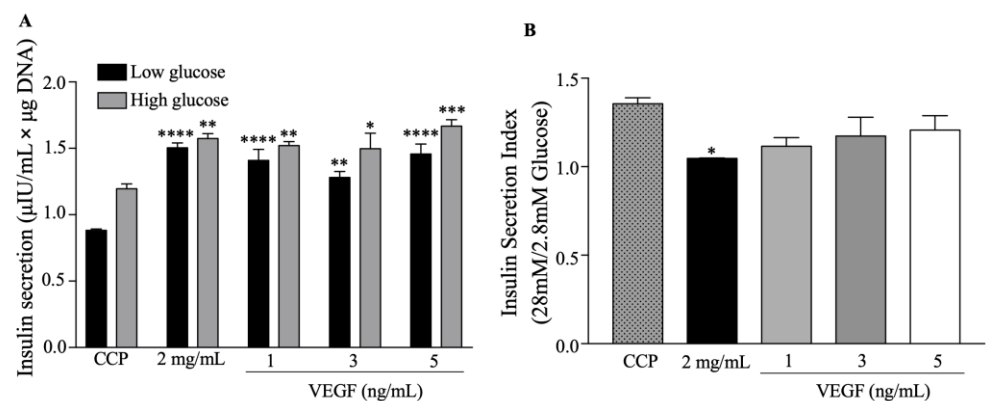 A
Insulin secretion (µIU/mL × µg DNA)
Low glucose
High glucose
2.0
1.5
1.0
0.5
0.0
**** ** **** ** ** * **** ***
CCP 2 mg/mL 1 3 5
VEGF (ng/mL)
B
Insulin Secretion Index
(28mM/2.8mM Glucose)
1.5
1.0
0.5
0.0
*
CCP 2 mg/mL 1 3 5
VEGF (ng/mL)